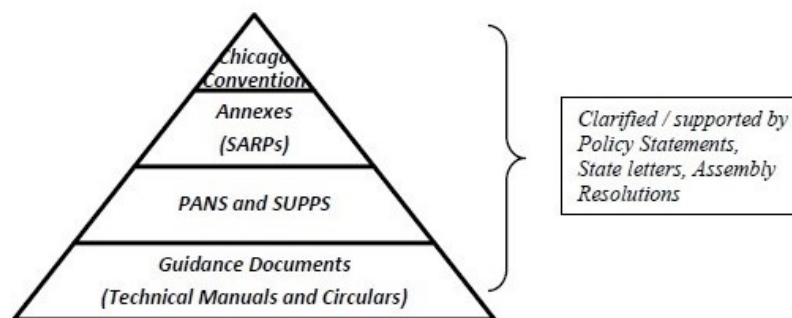 Chicago
Convention
Annexes
(SARPs)
PANS and SUPPS
Guidance Documents
(Technical Manuals and Circulars)
Clarified / supported by
Policy Statements,
State letters, Assembly
Resolutions